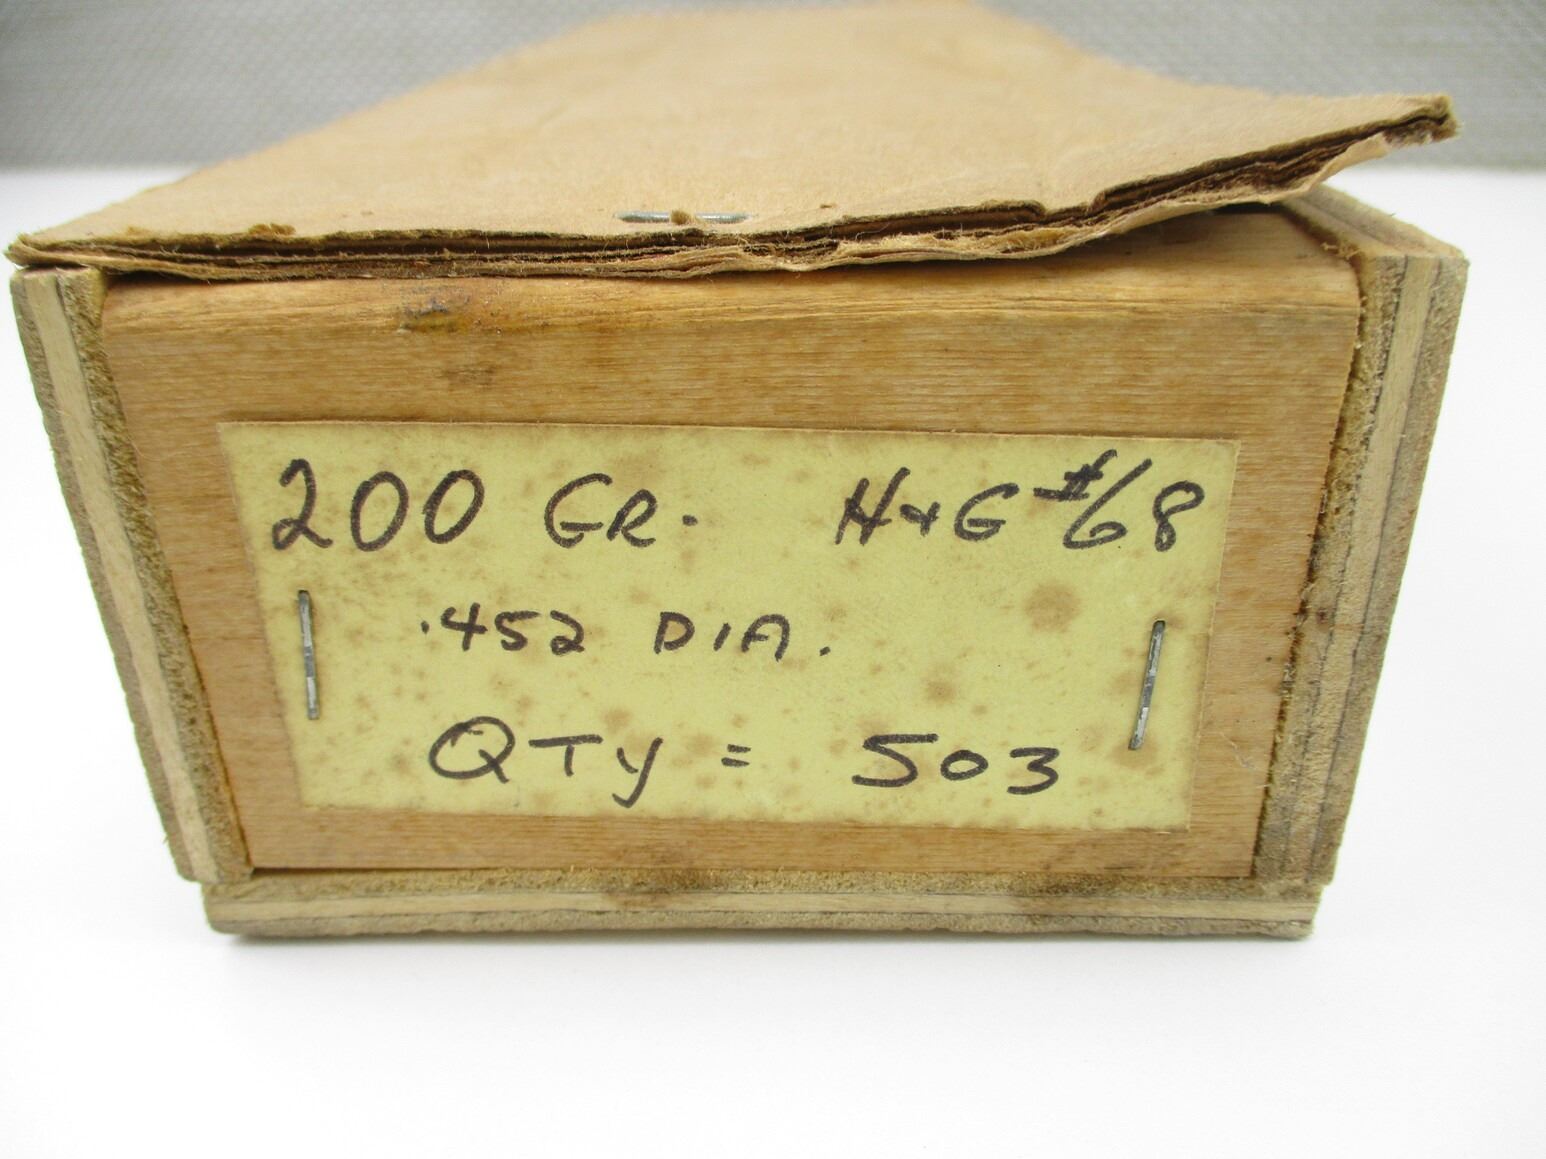 200 GR. H+G #68
.452 DIA.
QTY = 503